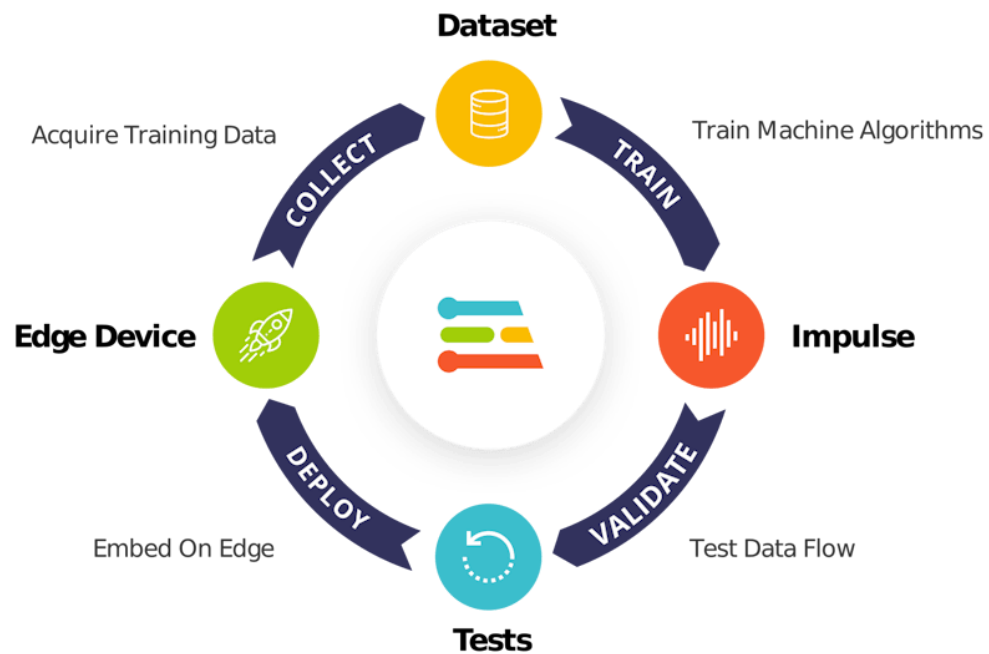 Dataset
Acquire Training Data
Train Machine Algorithms
COLLECT
TRAIN
Edge Device
Impulse
DEPLOY
VALIDATE
Embed On Edge
Test Data Flow
Tests